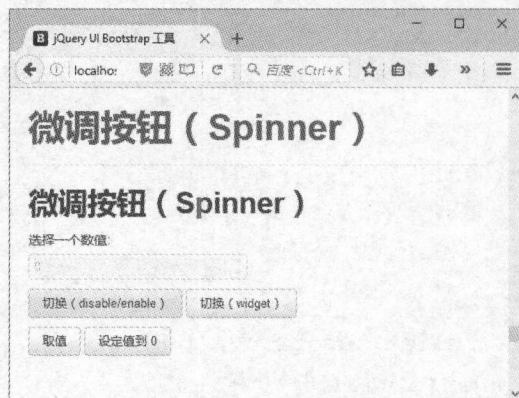 jQuery UI Bootstrap 工具
localho:
百度 <Ctrl+K
微调按钮 ( Spinner )
微调按钮 ( Spinner )
选择一个数值:
切换 ( disable/enable ) 切换 ( widget )
取值 设定值到 0